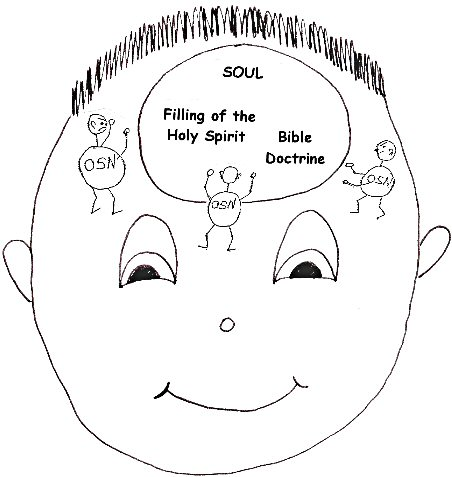 SOUL
Filling of the
Holy Spirit
Bible
Doctrine
OSN
OSN
OSN